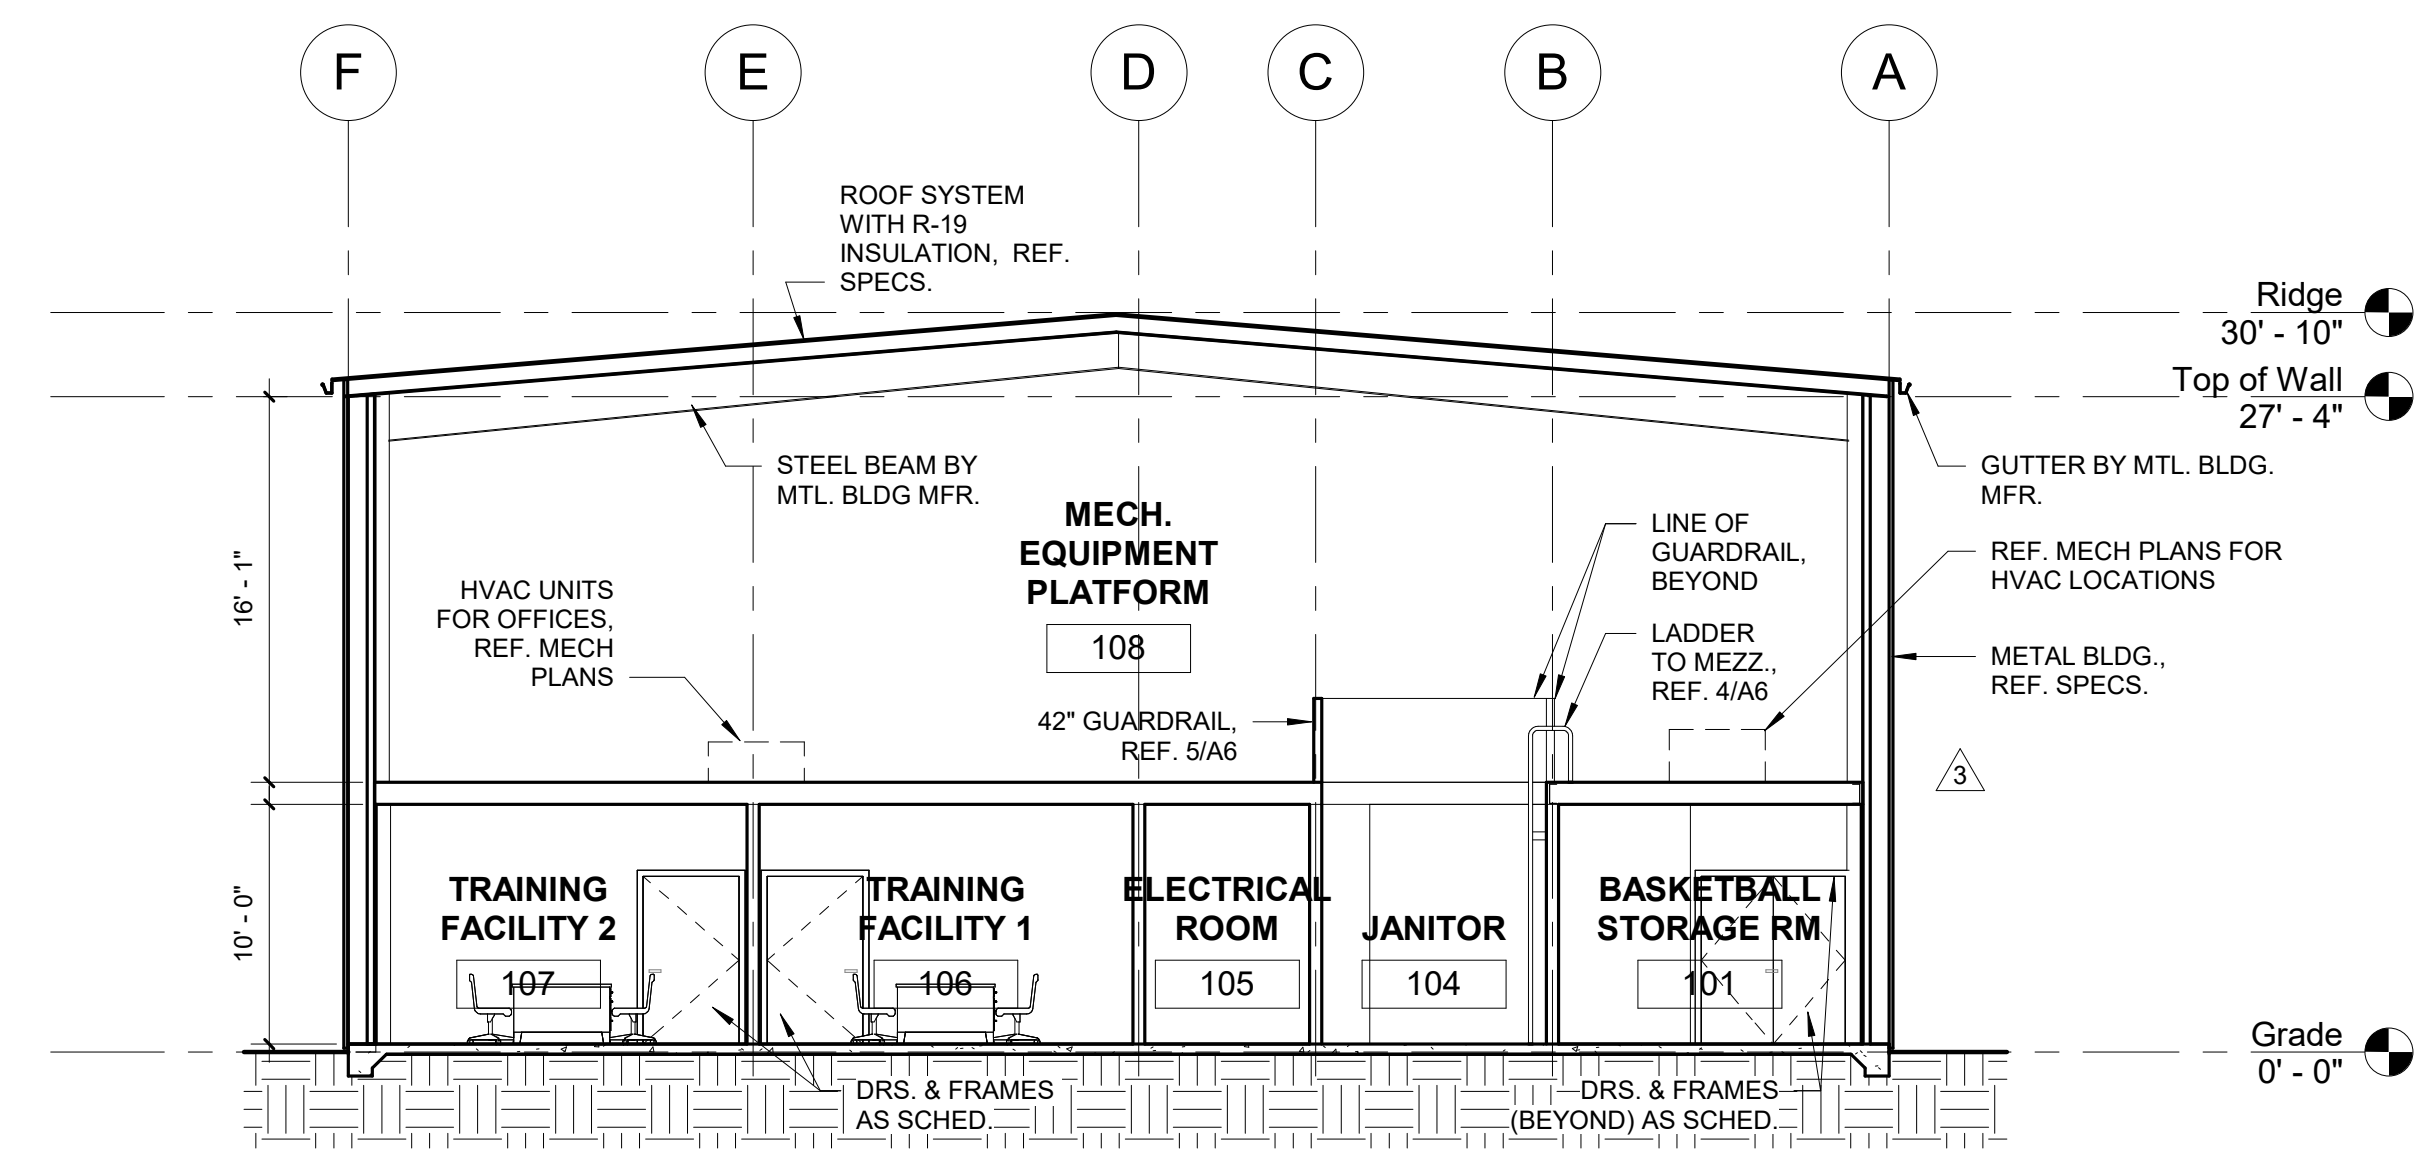 F
E
D
C
B
A
ROOF SYSTEM
WITH R-19
INSULATION, REF.
SPECS.
Ridge
30' - 10"
Top of Wall
27' - 4"
STEEL BEAM BY
MTL. BLDG MFR.
GUTTER BY MTL. BLDG.
MFR.
MECH.
EQUIPMENT
PLATFORM
108
LINE OF
GUARDRAIL,
BEYOND
REF. MECH PLANS FOR
HVAC LOCATIONS
16' - 1"
HVAC UNITS
FOR OFFICES,
REF. MECH
PLANS
LADDER
TO MEZZ.,
REF. 4/A6
METAL BLDG.,
REF. SPECS.
42" GUARDRAIL,
REF. 5/A6
3
10' - 0"
TRAINING
FACILITY 2
107
TRAINING
FACILITY 1
106
ELECTRICAL
ROOM
105
JANITOR
104
BASKETBALL
STORAGE RM
101
Grade
0' - 0"
DRS. & FRAMES
AS SCHED.
DRS. & FRAMES
(BEYOND) AS SCHED.